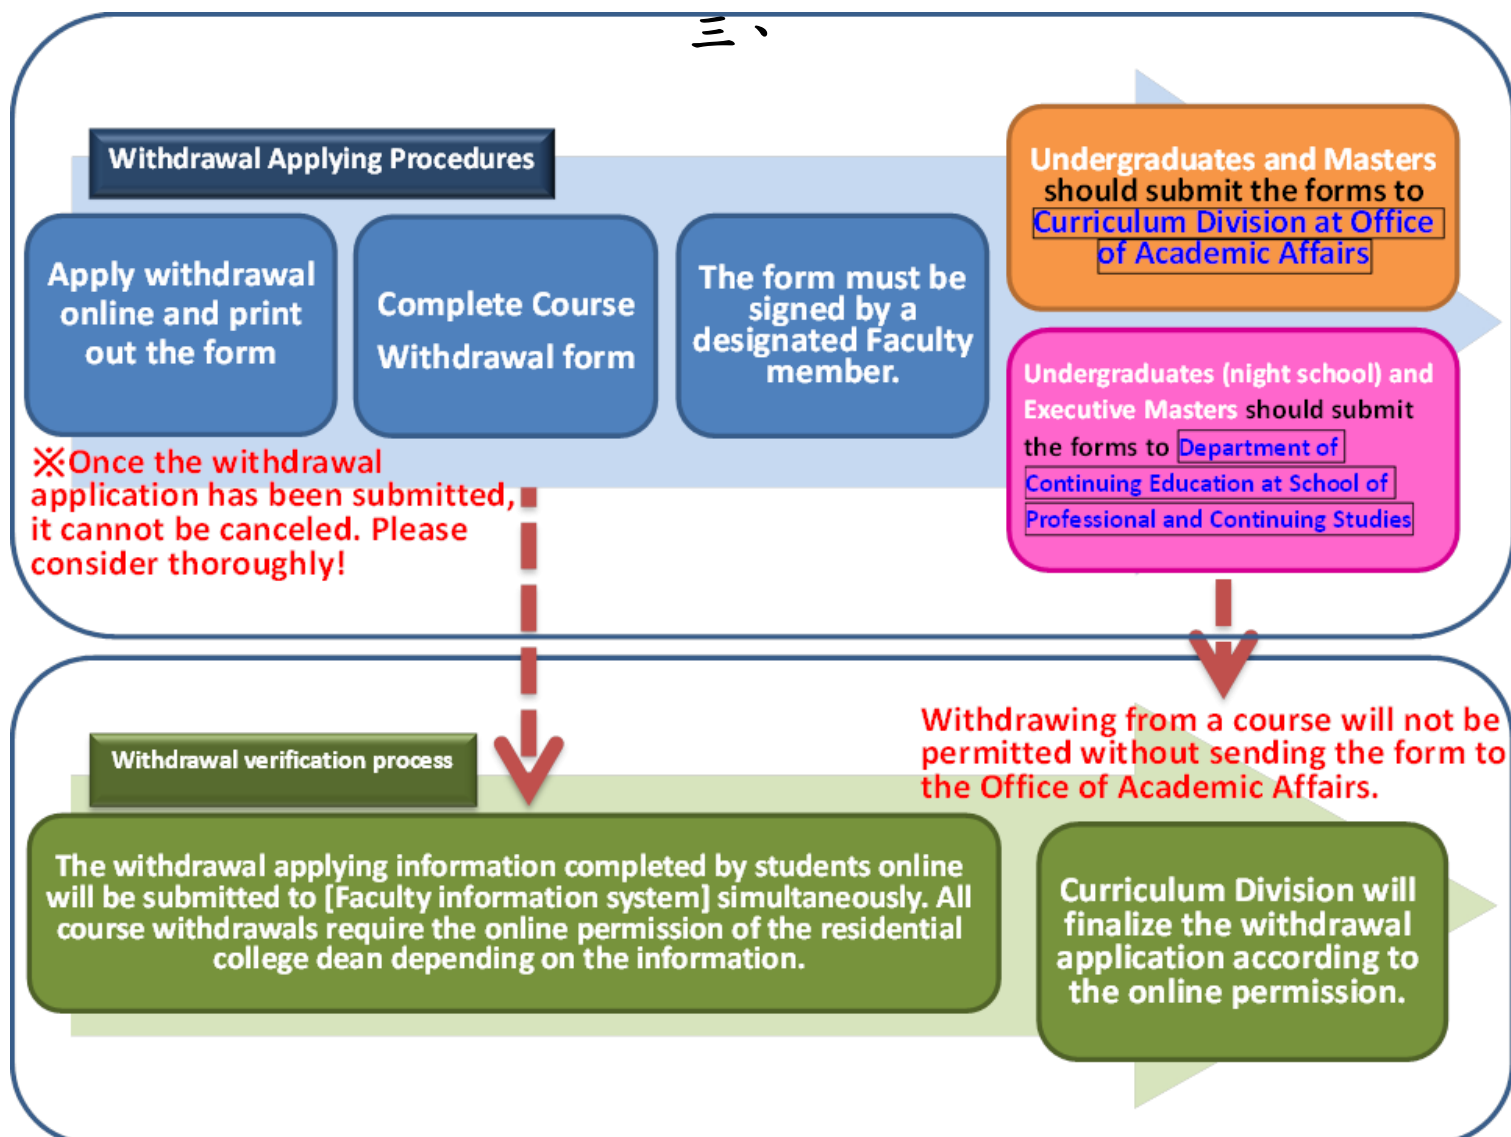 三、
Withdrawal Applying Procedures
Apply withdrawal
online and print
out the form
Complete Course
Withdrawal form
The form must be
signed by a
designated Faculty
member.
Undergraduates and Masters
should submit the forms to
Curriculum Division at Office
of Academic Affairs
Undergraduates (night school) and
Executive Masters should submit
the forms to Department of
Continuing Education at School of
Professional and Continuing Studies
※Once the withdrawal
application has been submitted,
it cannot be canceled. Please
consider thoroughly!
Withdrawal verification process
Withdrawing from a course will not be
permitted without sending the form to
the Office of Academic Affairs.
The withdrawal applying information completed by students online
will be submitted to [Faculty information system] simultaneously. All
course withdrawals require the online permission of the residential
college dean depending on the information.
Curriculum Division will
finalize the withdrawal
application according to
the online permission.